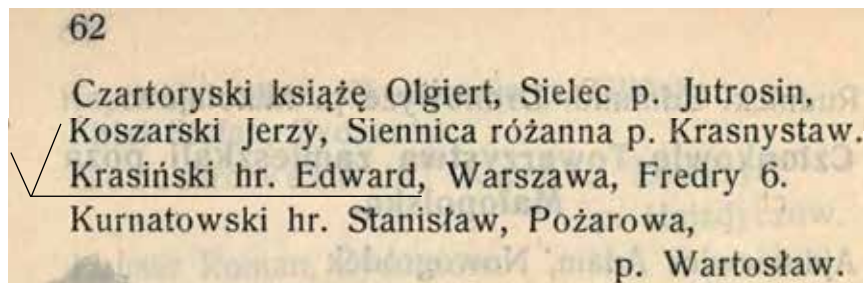 62
Czartoryski książę Olgiert, Sielec p. Jutrosin,
Koszarski Jerzy, Siennica różanna p. Krasnystaw.
Krasiński hr. Edward, Warszawa, Fredry 6.
Kurnatowski hr. Stanisław, Pożarowa,
p. Wartosław.